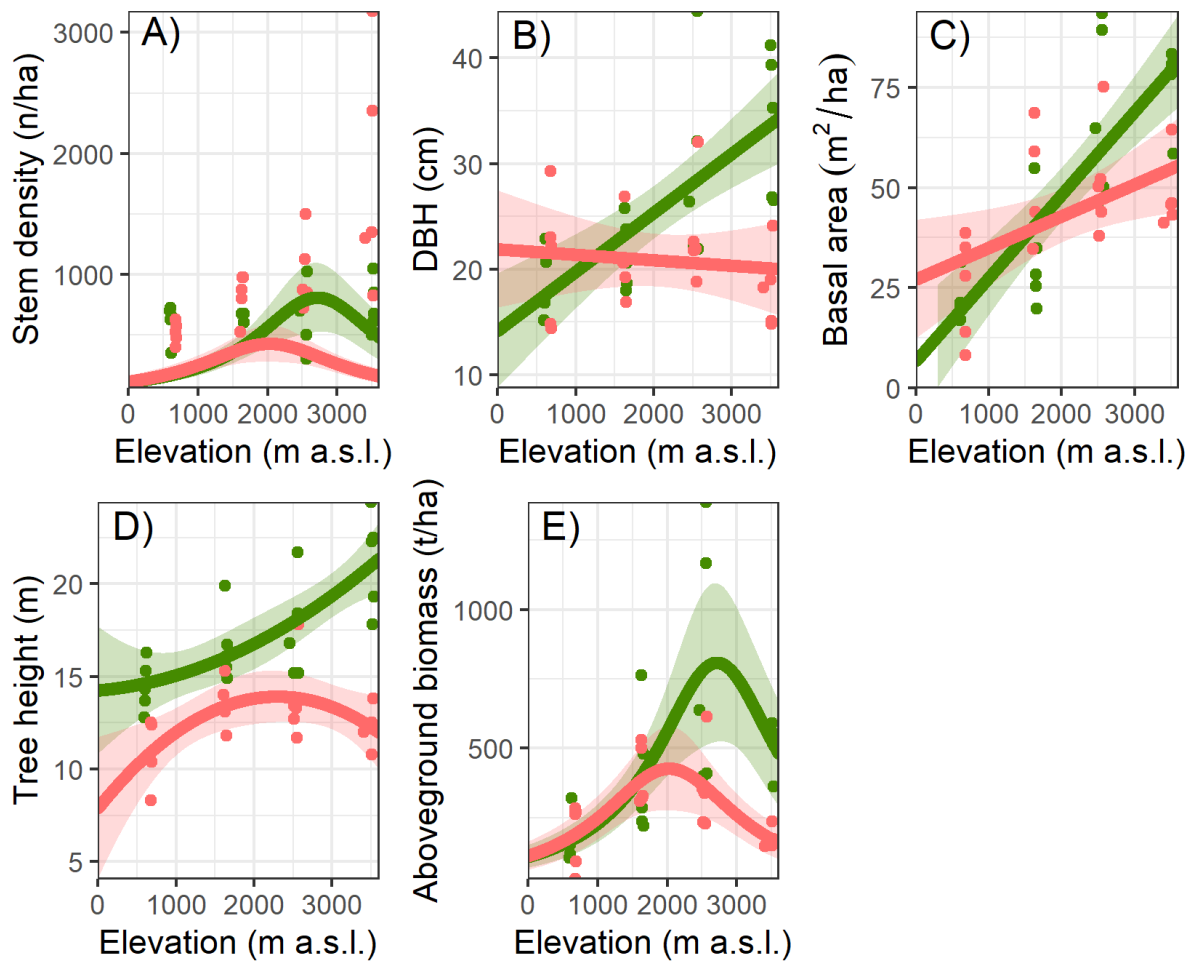 A)
Stem density (n/ha)
3000
2000
1000
0
1000
2000
3000
Elevation (m a.s.l.)
B)
DBH (cm)
40
30
20
10
0
1000
2000
3000
Elevation (m a.s.l.)
C)
Basal area (m²/ha)
75
50
25
0
0
1000
2000
3000
Elevation (m a.s.l.)
D)
Tree height (m)
20
15
10
5
0
1000
2000
3000
Elevation (m a.s.l.)
E)
Aboveground biomass (t/ha)
1000
500
0
1000
2000
3000
Elevation (m a.s.l.)